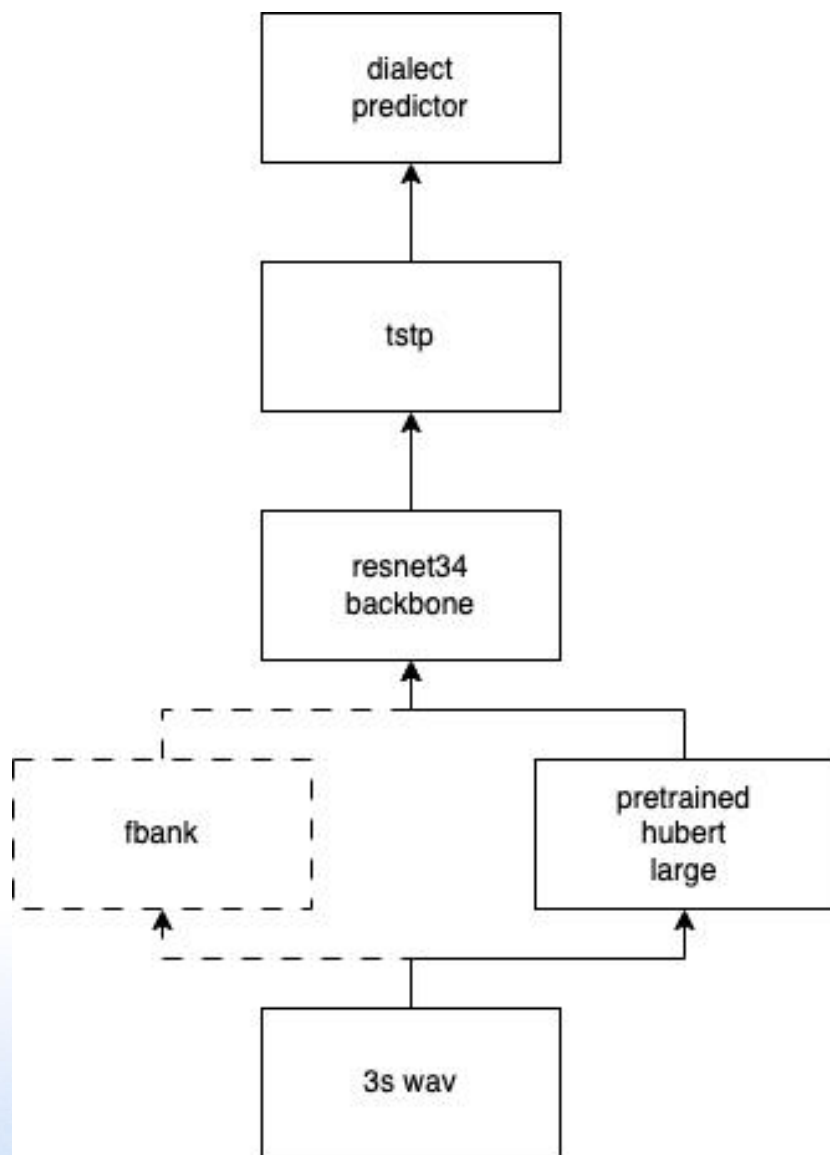 dialect
predictor
tstp
resnet34
backbone
fbank
pretrained
hubert
large
3s wav